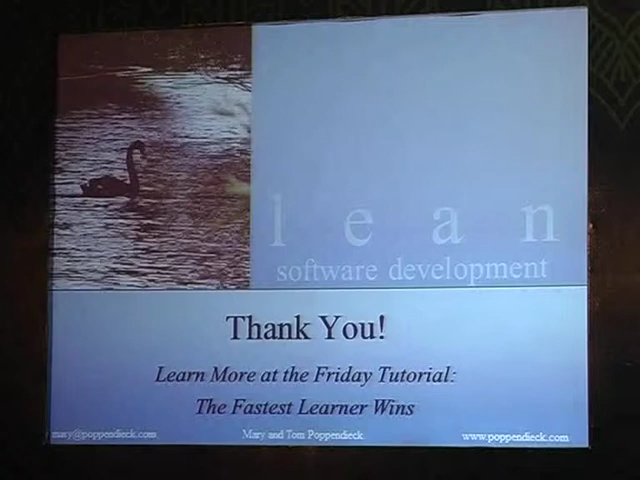 lean
software development
Thank You!
Learn More at the Friday Tutorial:
The Fastest Learner Wins
mary@poppendieck.com
Mary and Tom Poppendieck
www.poppendieck.com